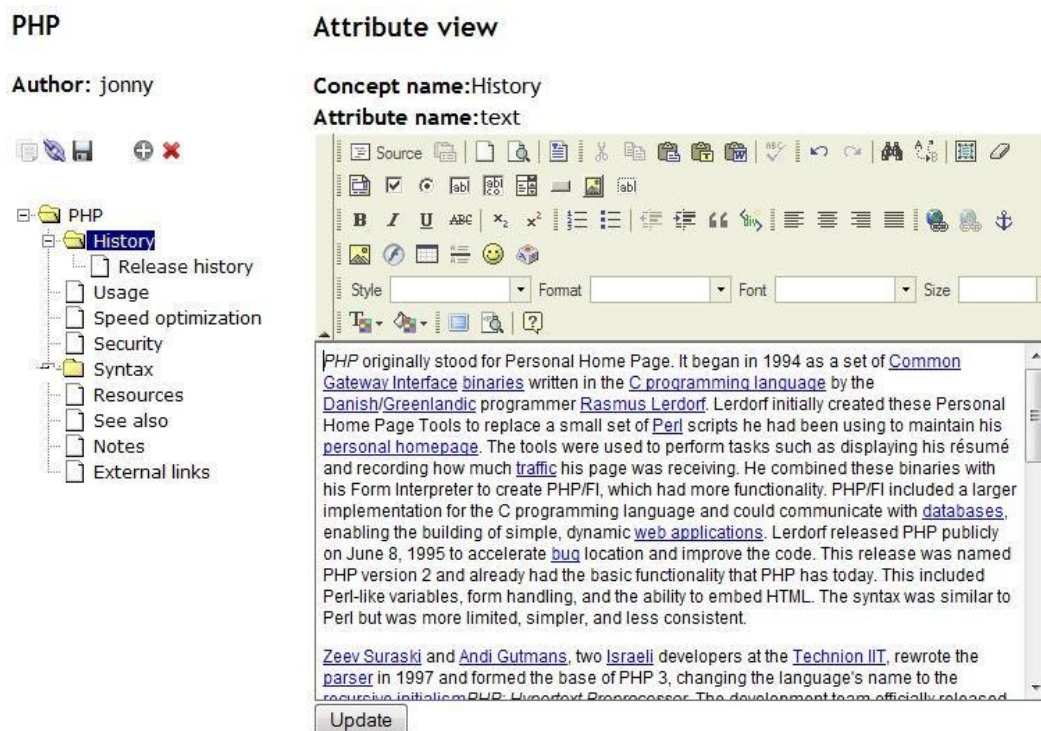 PHP
Author: jonny
PHP
History
Release history
Usage
Speed optimization
Security
Syntax
Resources
See also
Notes
External links
Attribute view
Concept name:History
Attribute name:text
Source
Style Format Font Size
PHP originally stood for Personal Home Page. It began in 1994 as a set of Common
Gateway Interface binaries written in the C programming language by the
Danish/Greenlandic programmer Rasmus Lerdorf. Lerdorf initially created these Personal
Home Page Tools to replace a small set of Perl scripts he had been using to maintain his
personal homepage. The tools were used to perform tasks such as displaying his résumé
and recording how much traffic his page was receiving. He combined these binaries with
his Form Interpreter to create PHP/FI, which had more functionality. PHP/FI included a larger
implementation for the C programming language and could communicate with databases,
enabling the building of simple, dynamic web applications. Lerdorf released PHP publicly
on June 8, 1995 to accelerate bug location and improve the code. This release was named
PHP version 2 and already had the basic functionality that PHP has today. This included
Perl-like variables, form handling, and the ability to embed HTML. The syntax was similar to
Perl but was more limited, simpler, and less consistent.
Zeev Suraski and Andi Gutmans, two Israeli developers at the Technion IIT, rewrote the
parser in 1997 and formed the base of PHP 3, changing the language's name to the
recursive initialismPHP: Hypertext Preprocessor. The development team officially released
Update